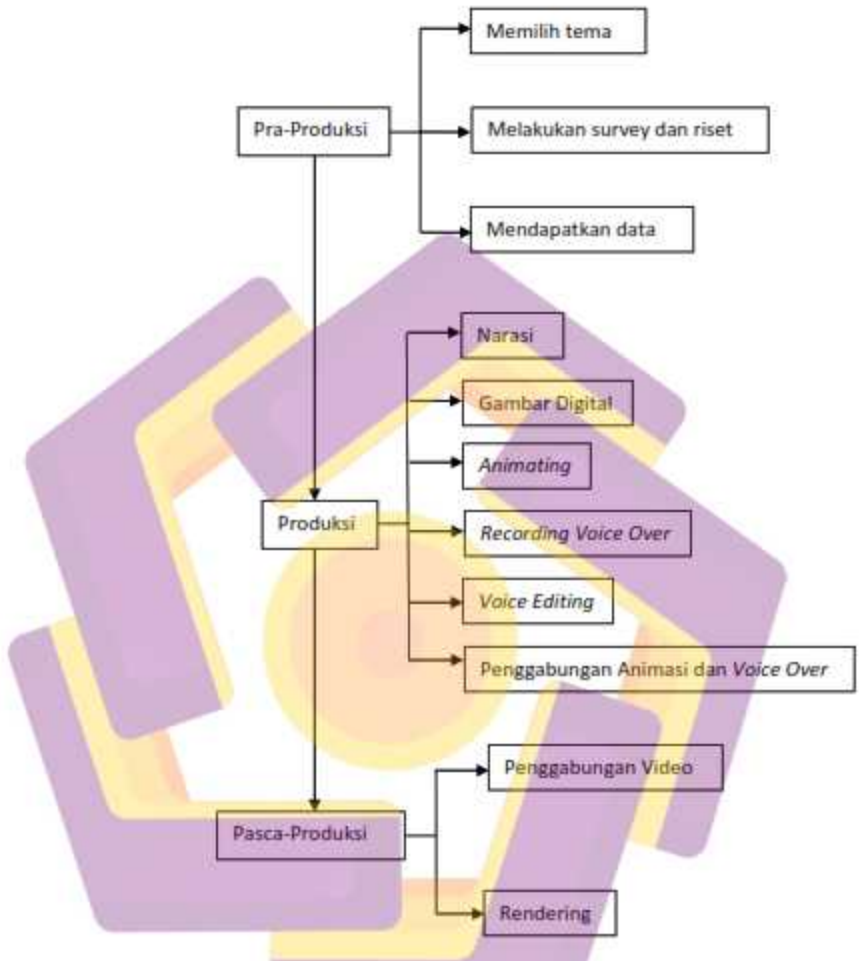 Memilih tema
Pra-Produksi
Melakukan survey dan riset
Mendapatkan data
Narasi
Gambar Digital
Animating
Produksi
Recording Voice Over
Voice Editing
Penggabungan Animasi dan Voice Over
Penggabungan Video
Pasca-Produksi
Rendering